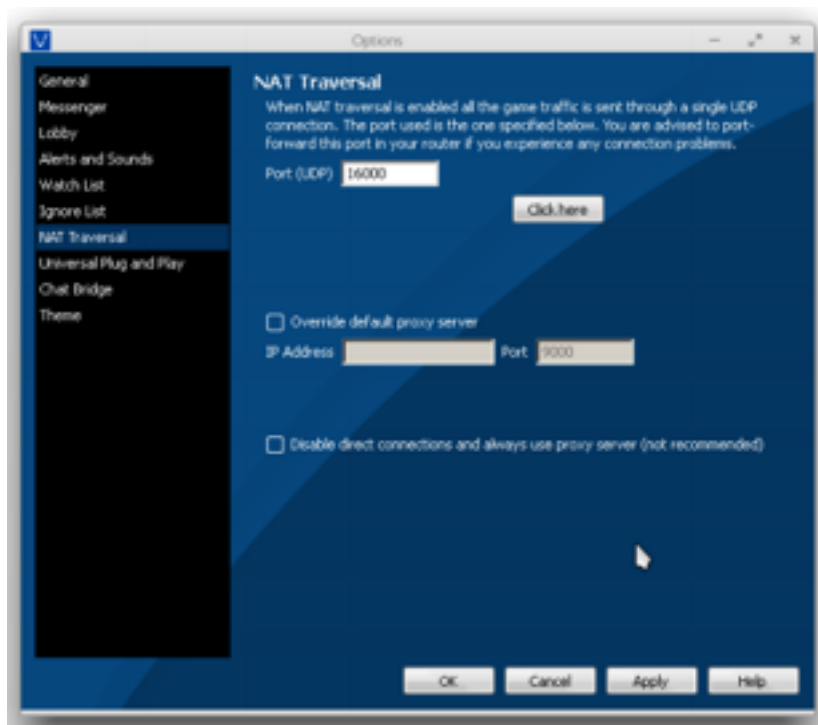 Options
General
Messenger
Lobby
Alerts and Sounds
Watch List
Ignore List
NAT Traversal
Universal Plug and Play
Chat Bridge
Theme
NAT Traversal
When NAT traversal is enabled all the game traffic is sent through a single UDP
connection. The port used is the one specified below. You are advised to port-
forward this port in your router if you experience any connection problems.
Port (UDP) 16000
Click here
Override default proxy server
IP Address Port 9000
Disable direct connections and always use proxy server (not recommended)
OK Cancel Apply Help